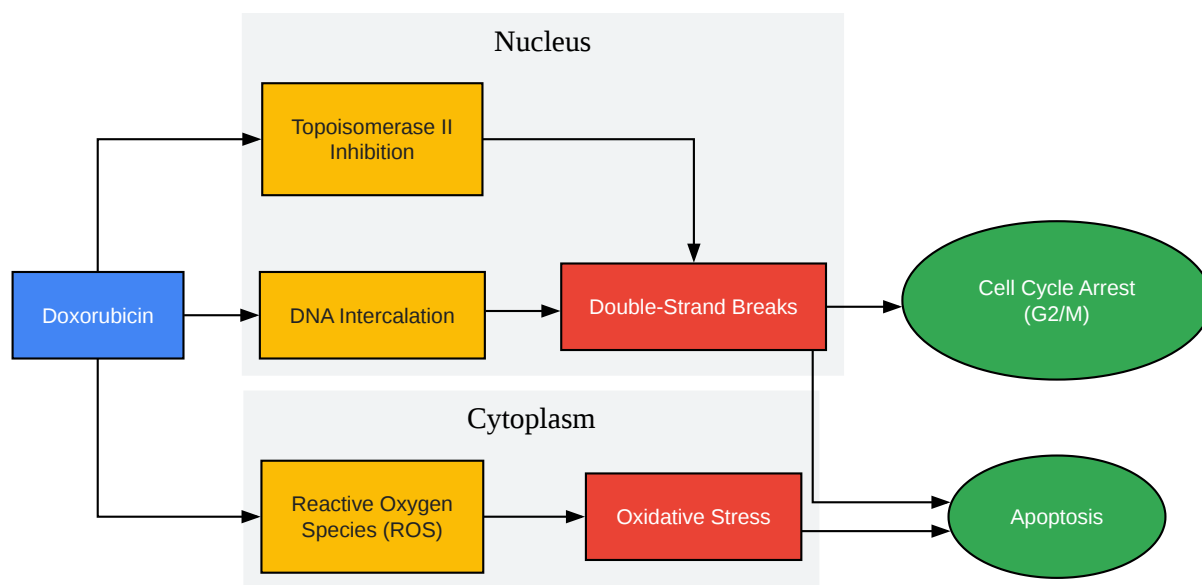 Nucleus
Topoisomerase II
Inhibition
Doxorubicin
DNA Intercalation
Double-Strand Breaks
Cell Cycle Arrest
(G2/M)
Cytoplasm
Reactive Oxygen
Species (ROS)
Oxidative Stress
Apoptosis